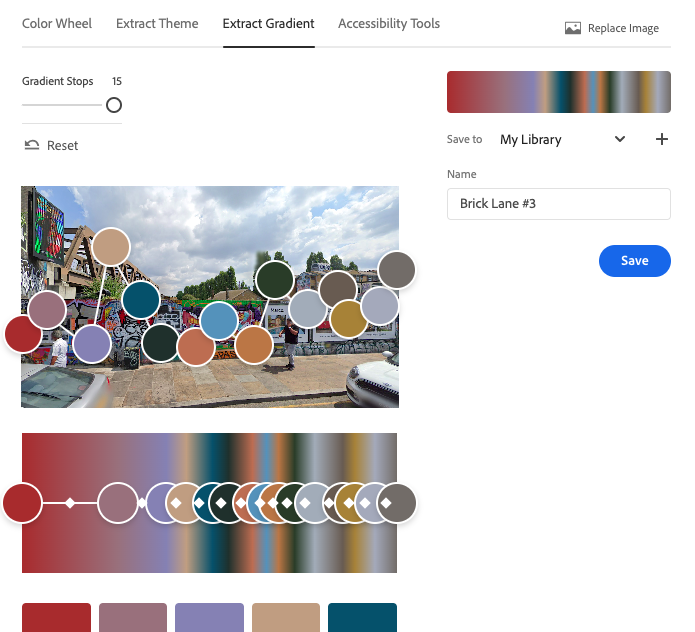 Color Wheel
Extract Theme
Extract Gradient
Accessibility Tools
Replace Image
Gradient Stops 15
Reset
Save to My Library
Name
Brick Lane #3
Save